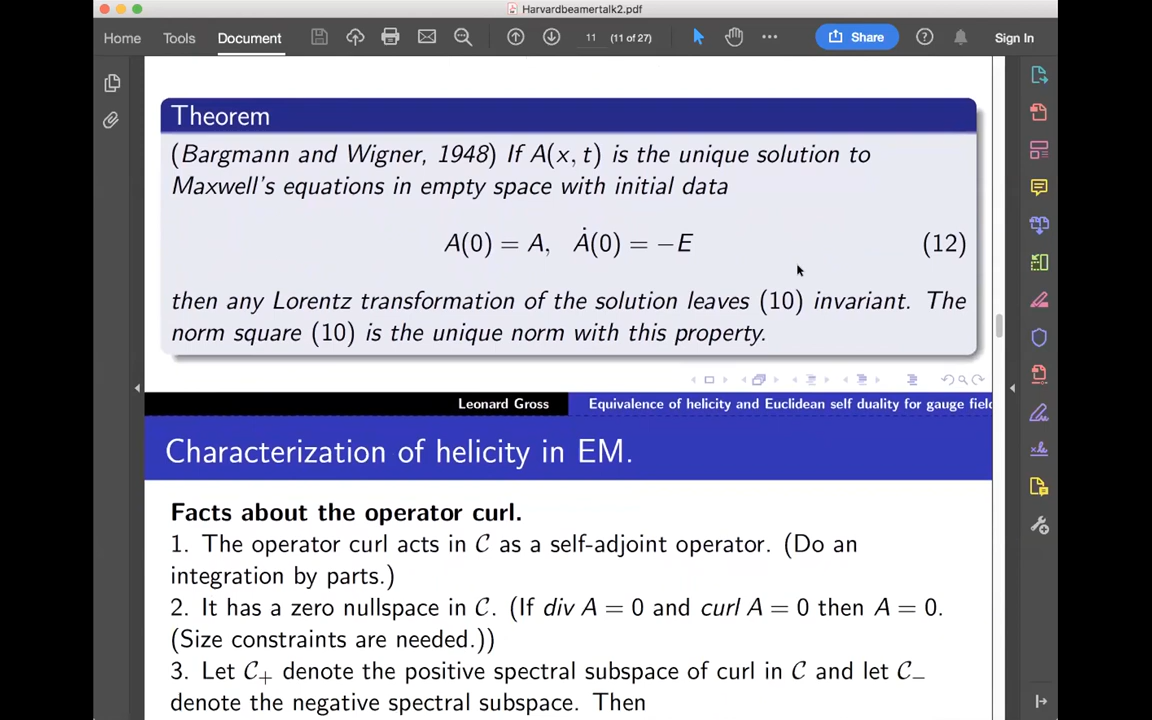 Harvardbeamertalk2.pdf
Home Tools Document 11 (11 of 27) Share Sign In
Theorem
(Bargmann and Wigner, 1948) If A(x, t) is the unique solution to
Maxwell's equations in empty space with initial data
A(0) = A, Ȧ(0) = −E (12)
then any Lorentz transformation of the solution leaves (10) invariant. The
norm square (10) is the unique norm with this property.
Leonard Gross Equivalence of helicity and Euclidean self duality for gauge field
Characterization of helicity in EM.
Facts about the operator curl.
1. The operator curl acts in 𝒞 as a self-adjoint operator. (Do an
integration by parts.)
2. It has a zero nullspace in 𝒞. (If div A = 0 and curl A = 0 then A = 0.
(Size constraints are needed.))
3. Let 𝒞₊ denote the positive spectral subspace of curl in 𝒞 and let 𝒞₋
denote the negative spectral subspace. Then